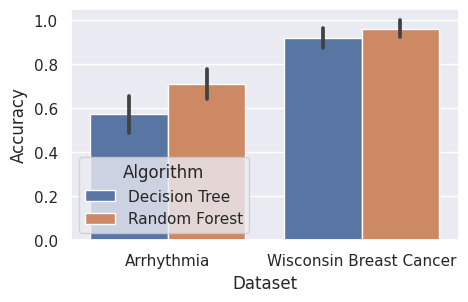 1.0
0.8
0.6
0.4
0.2
0.0
Accuracy
Algorithm
Decision Tree
Random Forest
Arrhythmia
Wisconsin Breast Cancer
Dataset